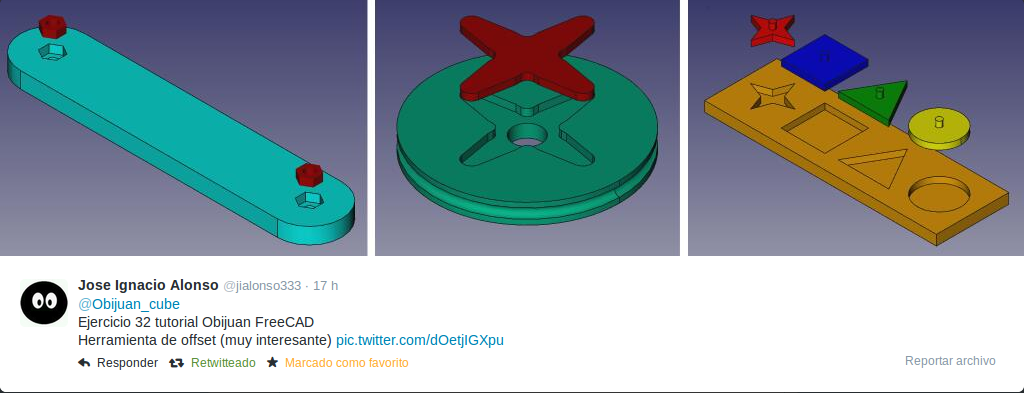 Jose Ignacio Alonso @jialonso333 · 17 h
@Obijuan_cube
Ejercicio 32 tutorial Obijuan FreeCAD
Herramienta de offset (muy interesante) pic.twitter.com/dOetjIGXpu
Responder Retwitteado Marcado como favorito
Reportar archivo